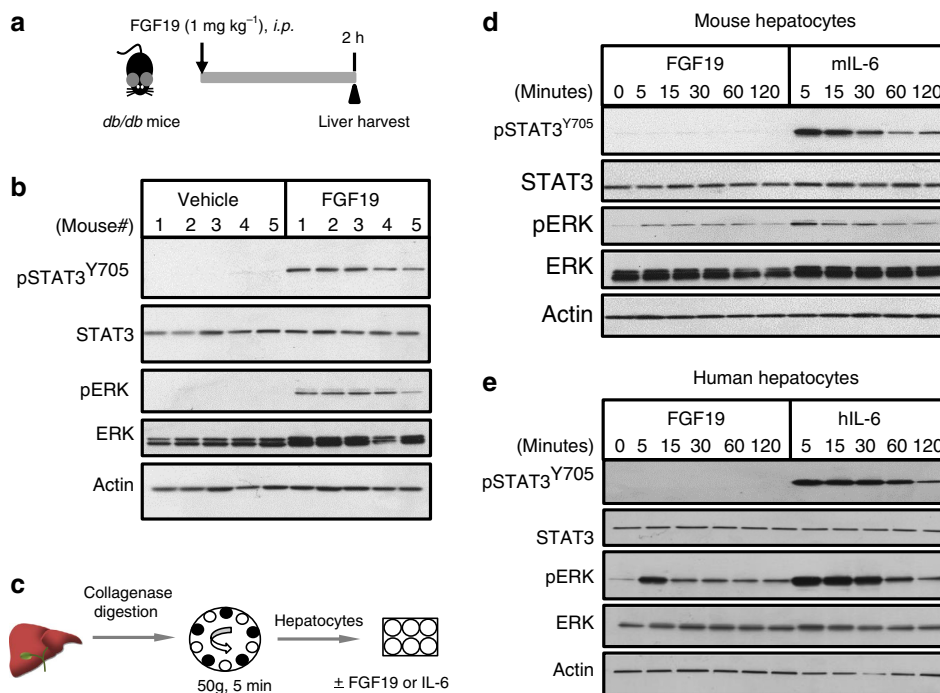 a
FGF19 (1 mg kg⁻¹), i.p.
2 h
db/db mice
Liver harvest
b
Vehicle FGF19
(Mouse#) 1 2 3 4 5 1 2 3 4 5
pSTAT3Y705
STAT3
pERK
ERK
Actin
c
Collagenase
digestion
Hepatocytes
50g, 5 min
± FGF19 or IL-6
d
Mouse hepatocytes
FGF19 mIL-6
(Minutes) 0 5 15 30 60 120 5 15 30 60 120
pSTAT3Y705
STAT3
pERK
ERK
Actin
e
Human hepatocytes
FGF19 hIL-6
(Minutes) 0 5 15 30 60 120 5 15 30 60 120
pSTAT3Y705
STAT3
pERK
ERK
Actin